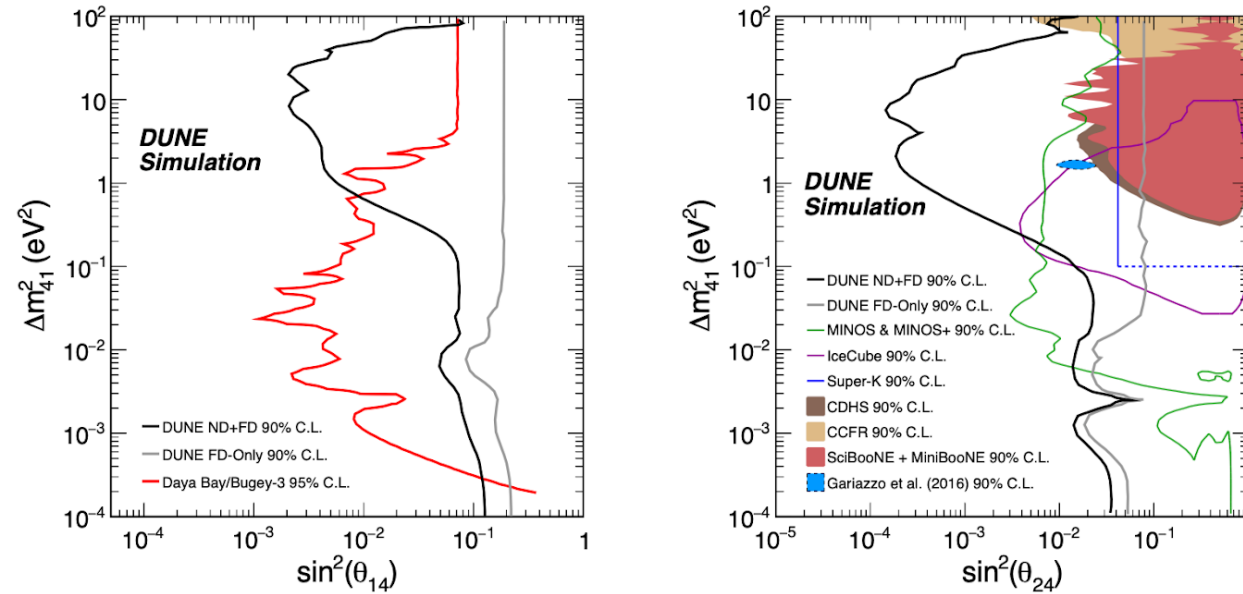 10²
10
1
10⁻¹
10⁻²
10⁻³
10⁻⁴
Δm²₄₁ (eV²)
DUNE
Simulation
DUNE ND+FD 90% C.L.
DUNE FD-Only 90% C.L.
Daya Bay/Bugey-3 95% C.L.
10⁻⁴ 10⁻³ 10⁻² 10⁻¹ 1
sin²(θ₁₄)
10²
10
1
10⁻¹
10⁻²
10⁻³
10⁻⁴
Δm²₄₁ (eV²)
DUNE
Simulation
DUNE ND+FD 90% C.L.
DUNE FD-Only 90% C.L.
MINOS & MINOS+ 90% C.L.
IceCube 90% C.L.
Super-K 90% C.L.
CDHS 90% C.L.
CCFR 90% C.L.
SciBooNE + MiniBooNE 90% C.L.
Gariazzo et al. (2016) 90% C.L.
10⁻⁵ 10⁻⁴ 10⁻³ 10⁻² 10⁻¹
sin²(θ₂₄)